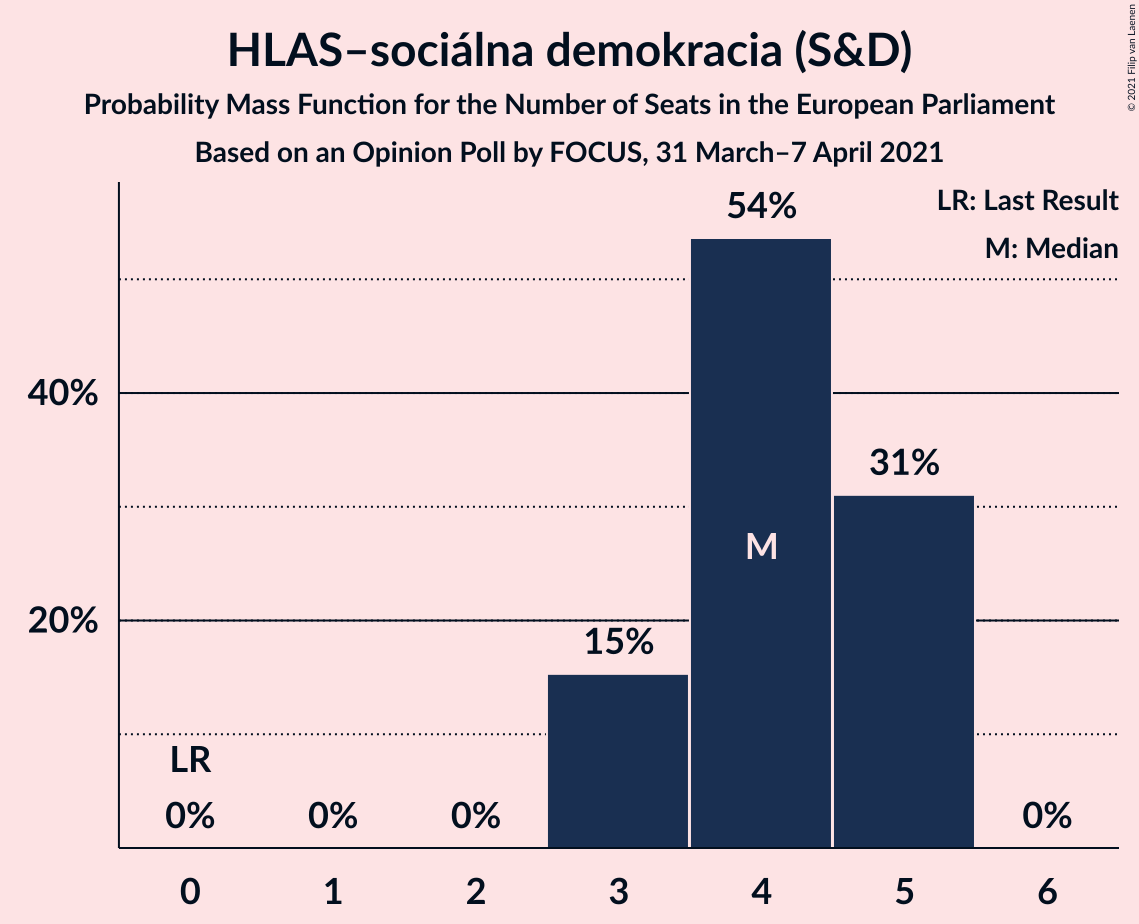 HLAS–sociálna demokracia (S&D)
Probability Mass Function for the Number of Seats in the European Parliament
Based on an Opinion Poll by FOCUS, 31 March–7 April 2021
© 2021 Filip van Laenen
LR: Last Result
M: Median
54%
40%
31%
M
20%
15%
LR
0%
0%
0%
0%
0
1
2
3
4
5
6